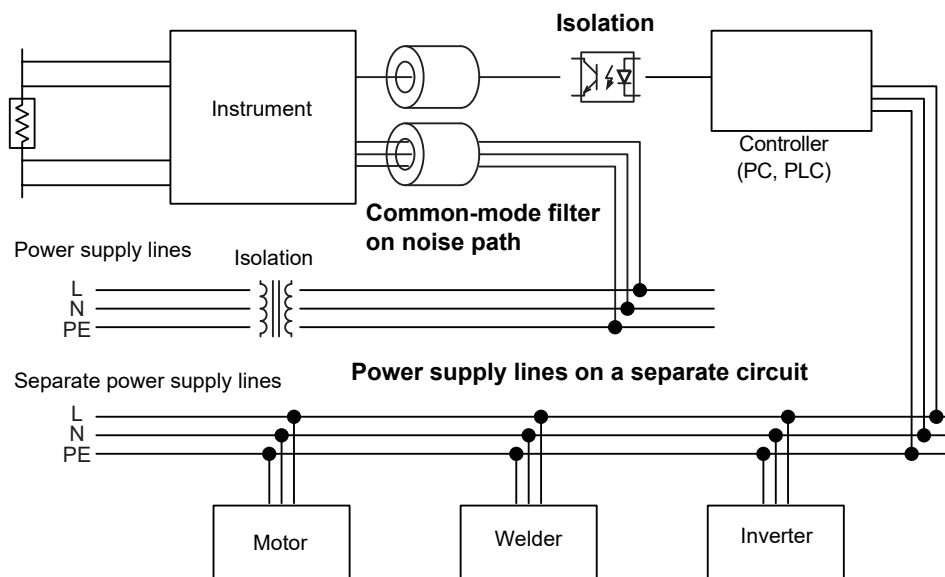 Isolation
Instrument
Controller
(PC, PLC)
Common-mode filter
on noise path
Power supply lines
Isolation
L
N
PE
Separate power supply lines
Power supply lines on a separate circuit
L
N
PE
Motor
Welder
Inverter